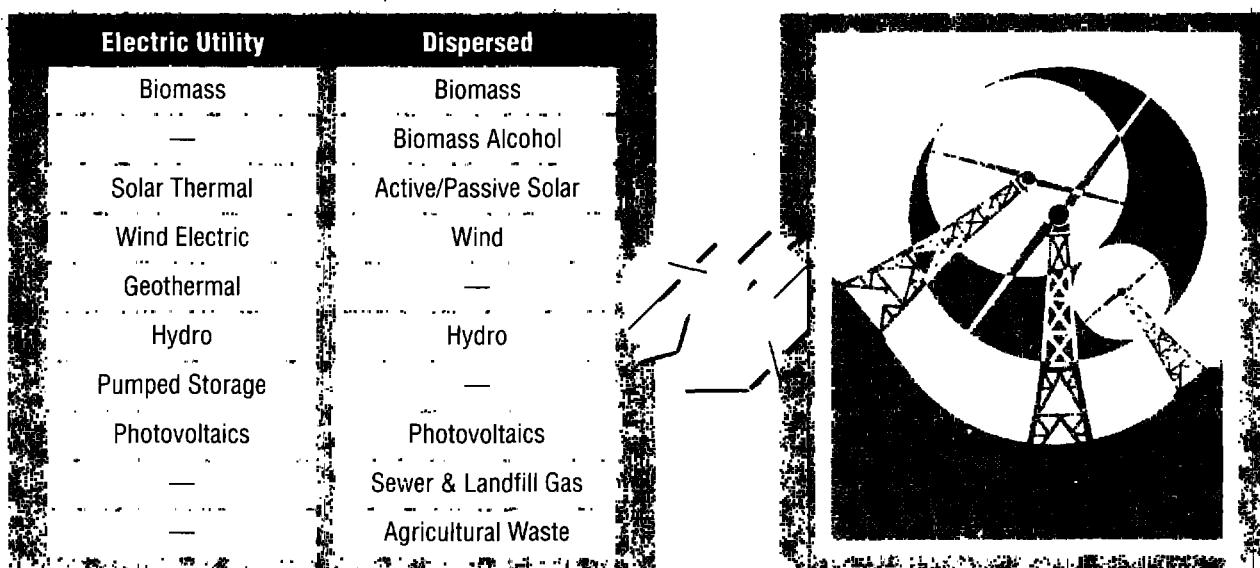 Electric Utility Dispersed
Biomass Biomass
— Biomass Alcohol
Solar Thermal Active/Passive Solar
Wind Electric Wind
Geothermal —
Hydro Hydro
Pumped Storage —
Photovoltaics Photovoltaics
— Sewer & Landfill Gas
— Agricultural Waste